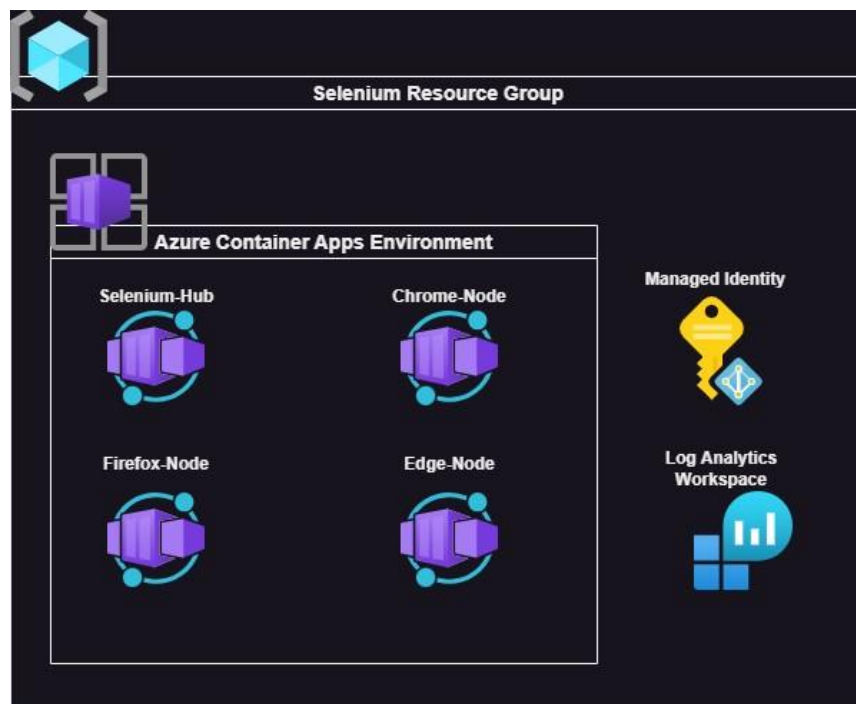 Selenium Resource Group
Azure Container Apps Environment
Selenium-Hub
Chrome-Node
Managed Identity
Firefox-Node
Edge-Node
Log Analytics
Workspace